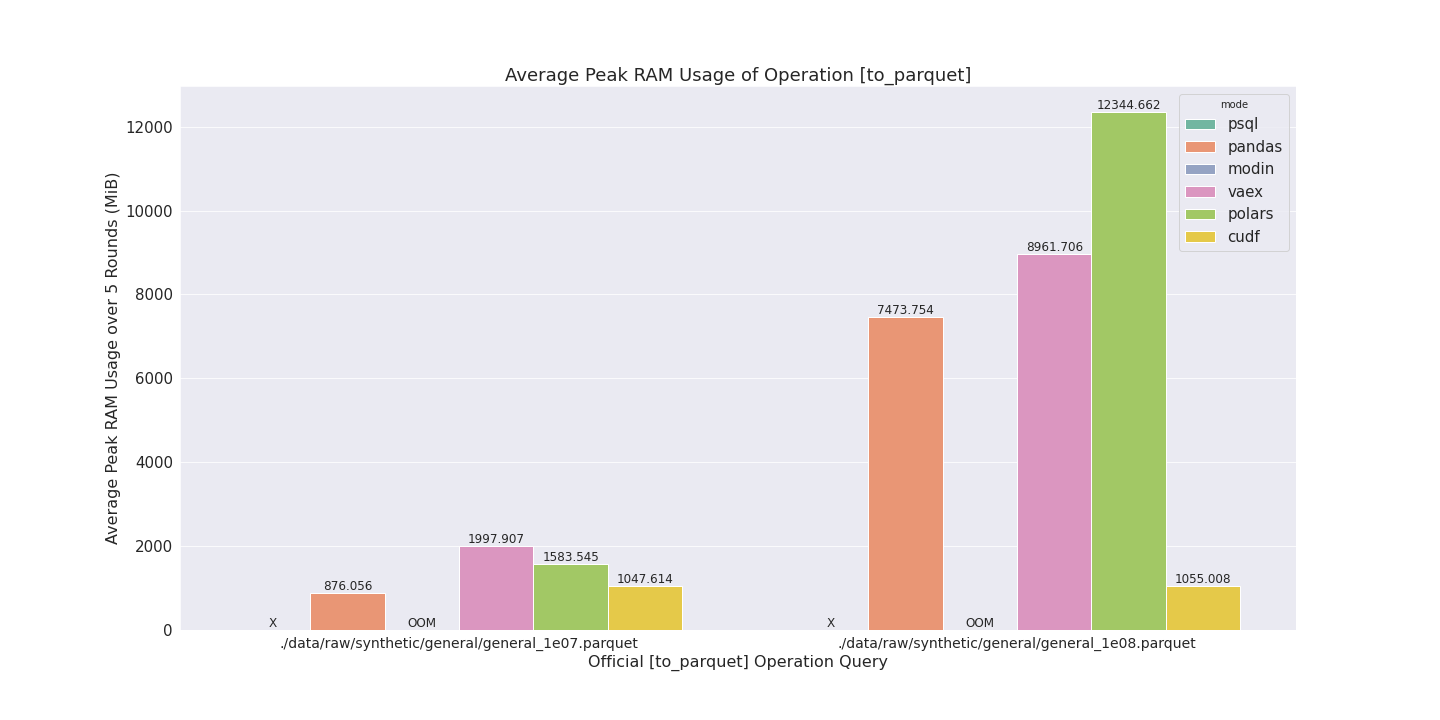 Average Peak RAM Usage of Operation [to_parquet]
Average Peak RAM Usage over 5 Rounds (MiB)
12000
10000
8000
6000
4000
2000
0
X
876.056
OOM
1997.907
1583.545
1047.614
X
7473.754
OOM
8961.706
12344.662
1055.008
mode
psql
pandas
modin
vaex
polars
cudf
./data/raw/synthetic/general/general_1e07.parquet
./data/raw/synthetic/general/general_1e08.parquet
Official [to_parquet] Operation Query